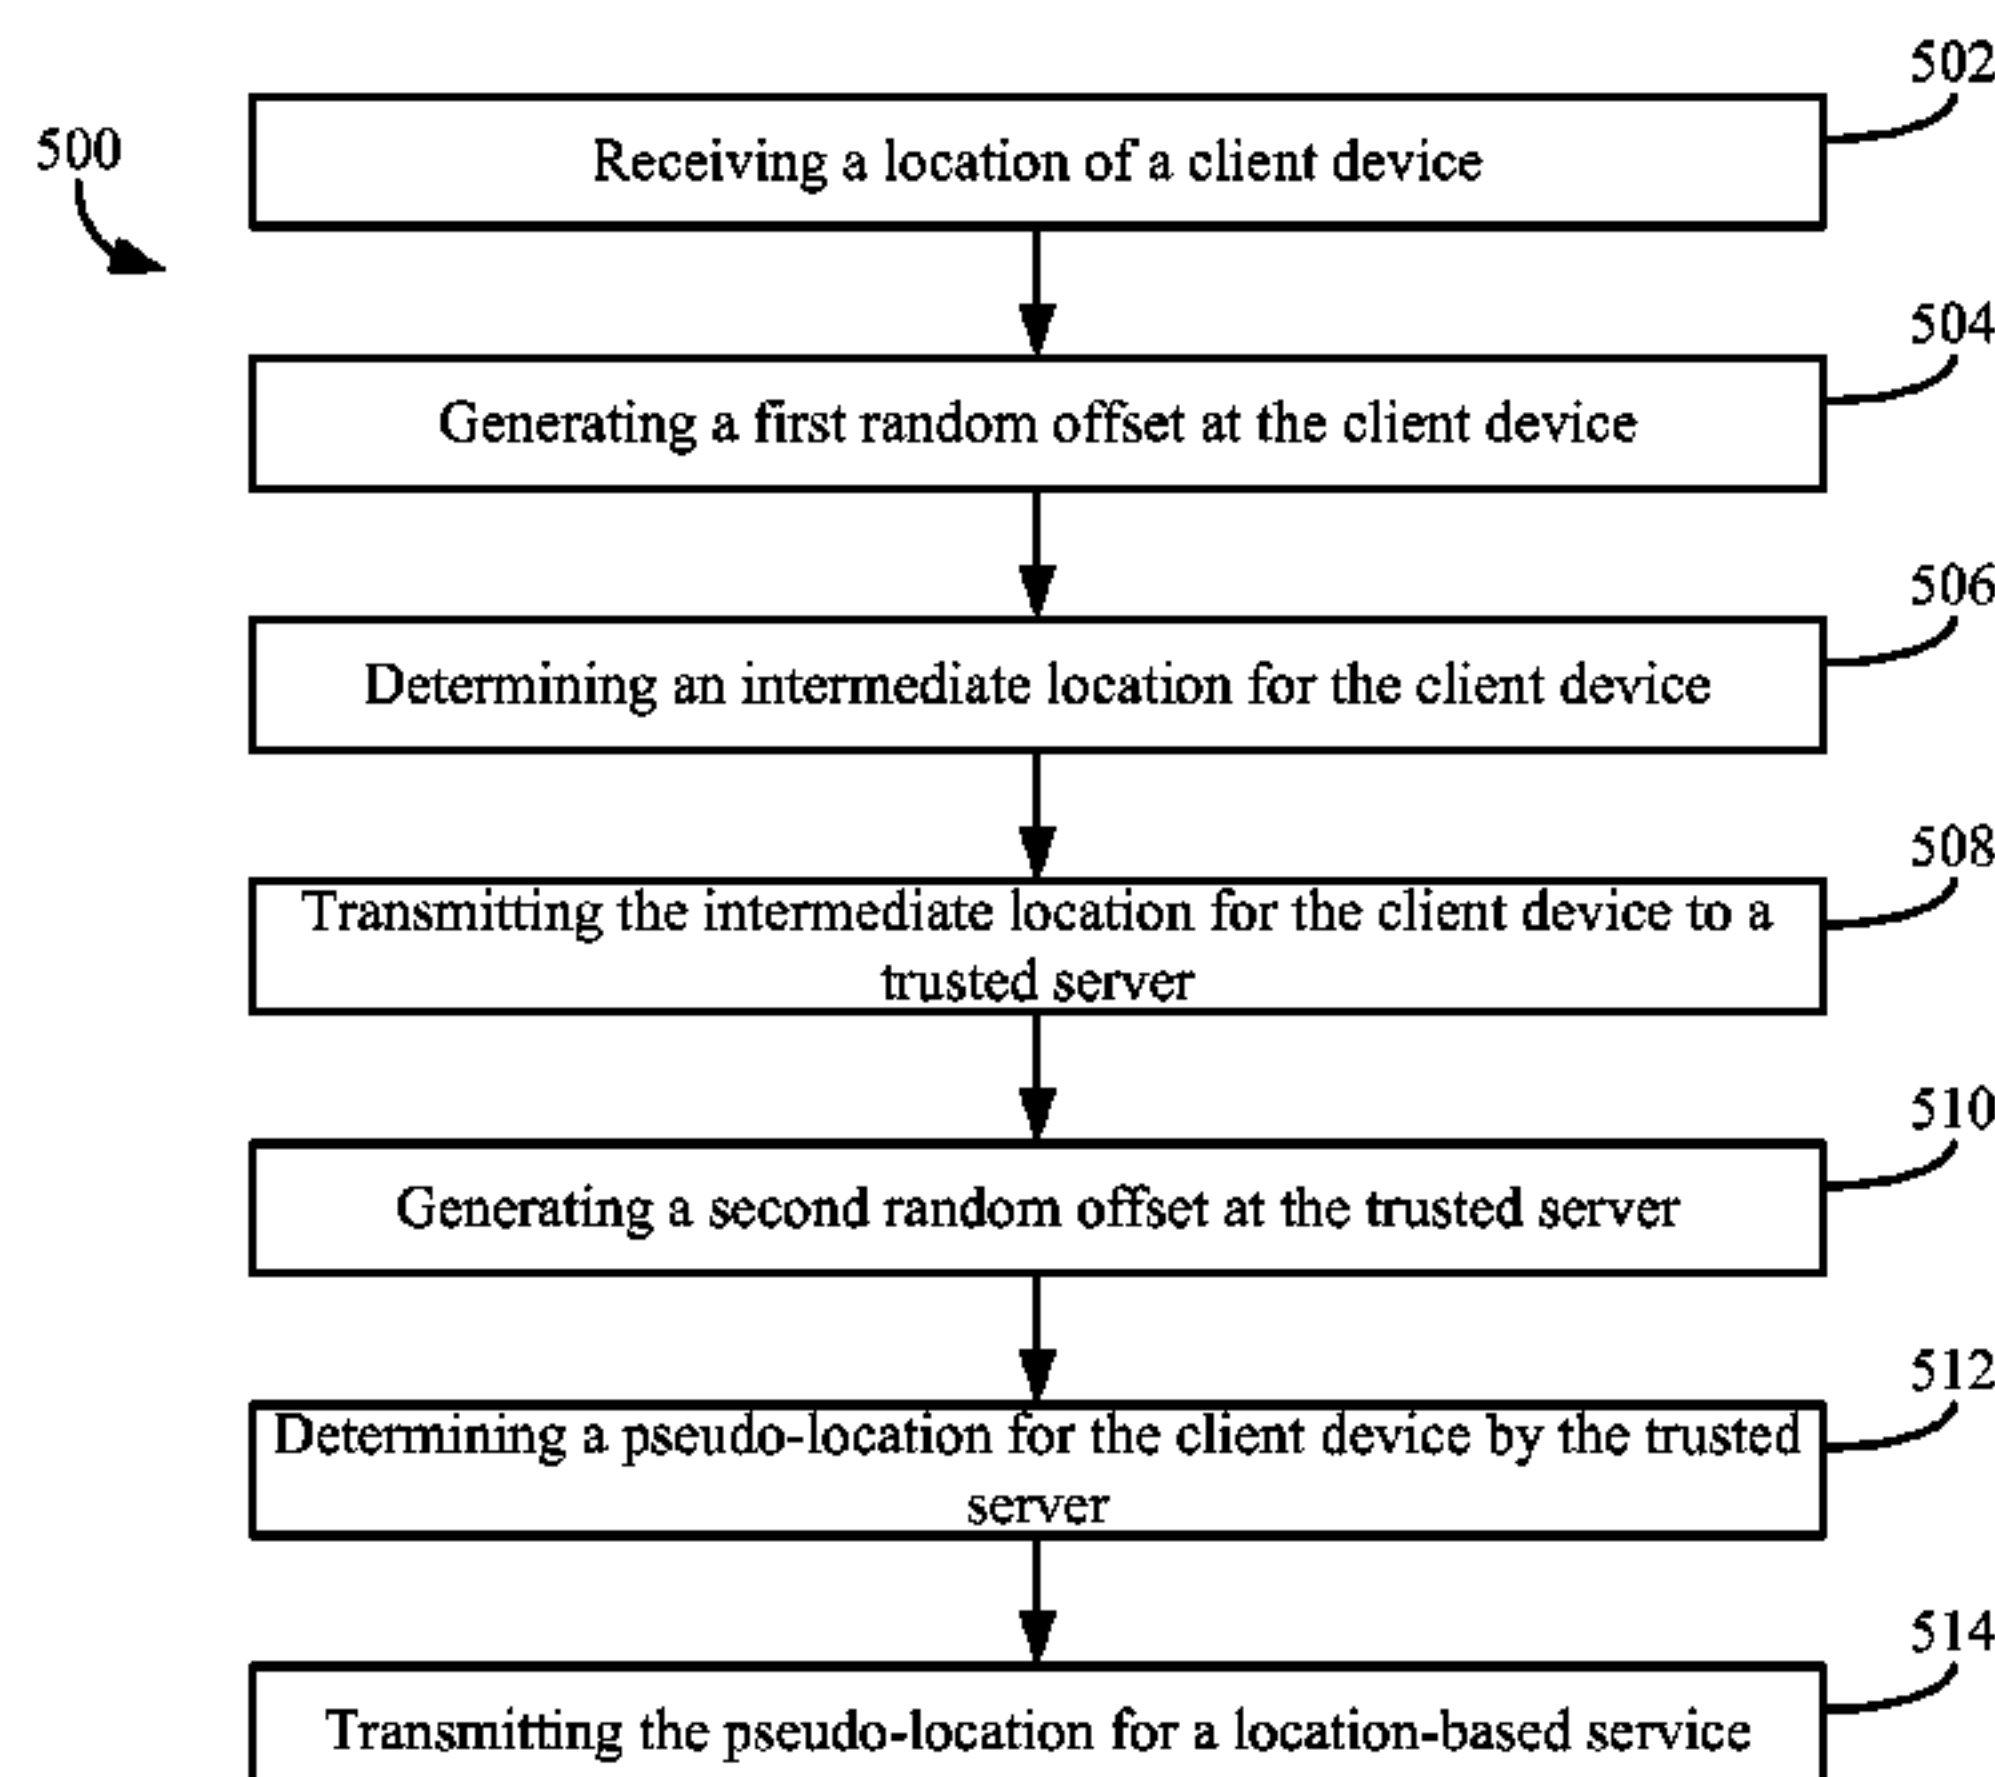 502
500
Receiving a location of a client device
504
Generating a first random offset at the client device
506
Determining an intermediate location for the client device
508
Transmitting the intermediate location for the client device to a
trusted server
510
Generating a second random offset at the trusted server
512
Determining a pseudo-location for the client device by the trusted
server
514
Transmitting the pseudo-location for a location-based service